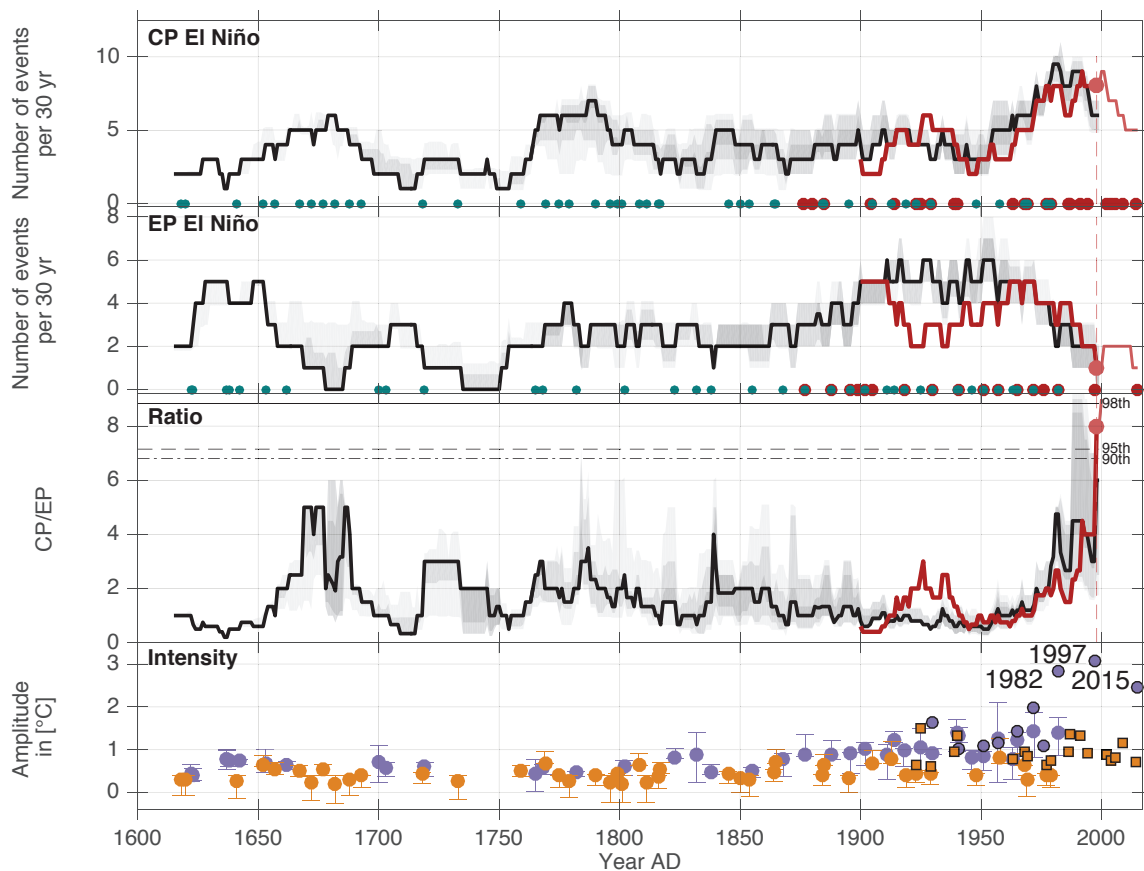 CP El Niño
Number of events
per 30 yr
10
5
0
EP El Niño
Number of events
per 30 yr
8
6
4
2
0
Ratio
CP/EP
8
6
4
2
0
98th
95th
90th
Intensity
Amplitude
in [°C]
3
2
1
0
1997
1982
2015
1600
1650
1700
1750
1800
1850
1900
1950
2000
Year AD